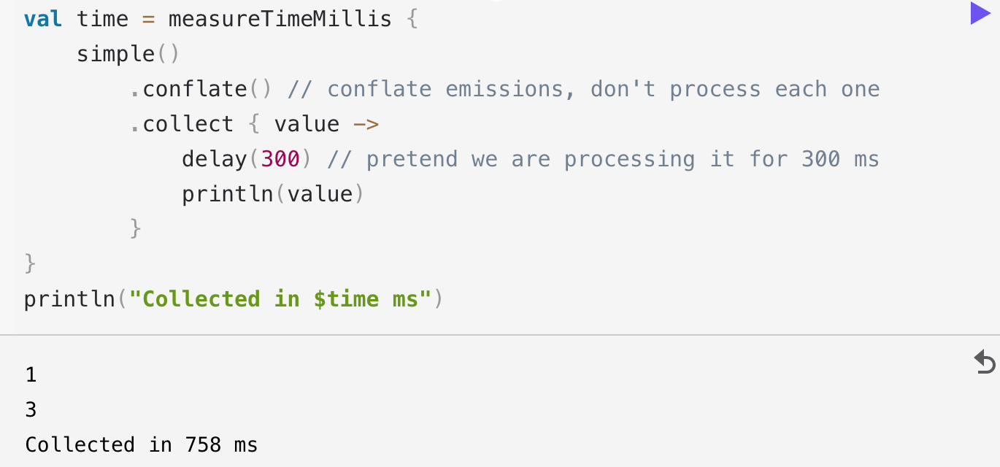 val time = measureTimeMillis {
    simple()
        .conflate() // conflate emissions, don't process each one
        .collect { value ->
            delay(300) // pretend we are processing it for 300 ms
            println(value)
        }
}
println("Collected in $time ms")
1
3
Collected in 758 ms